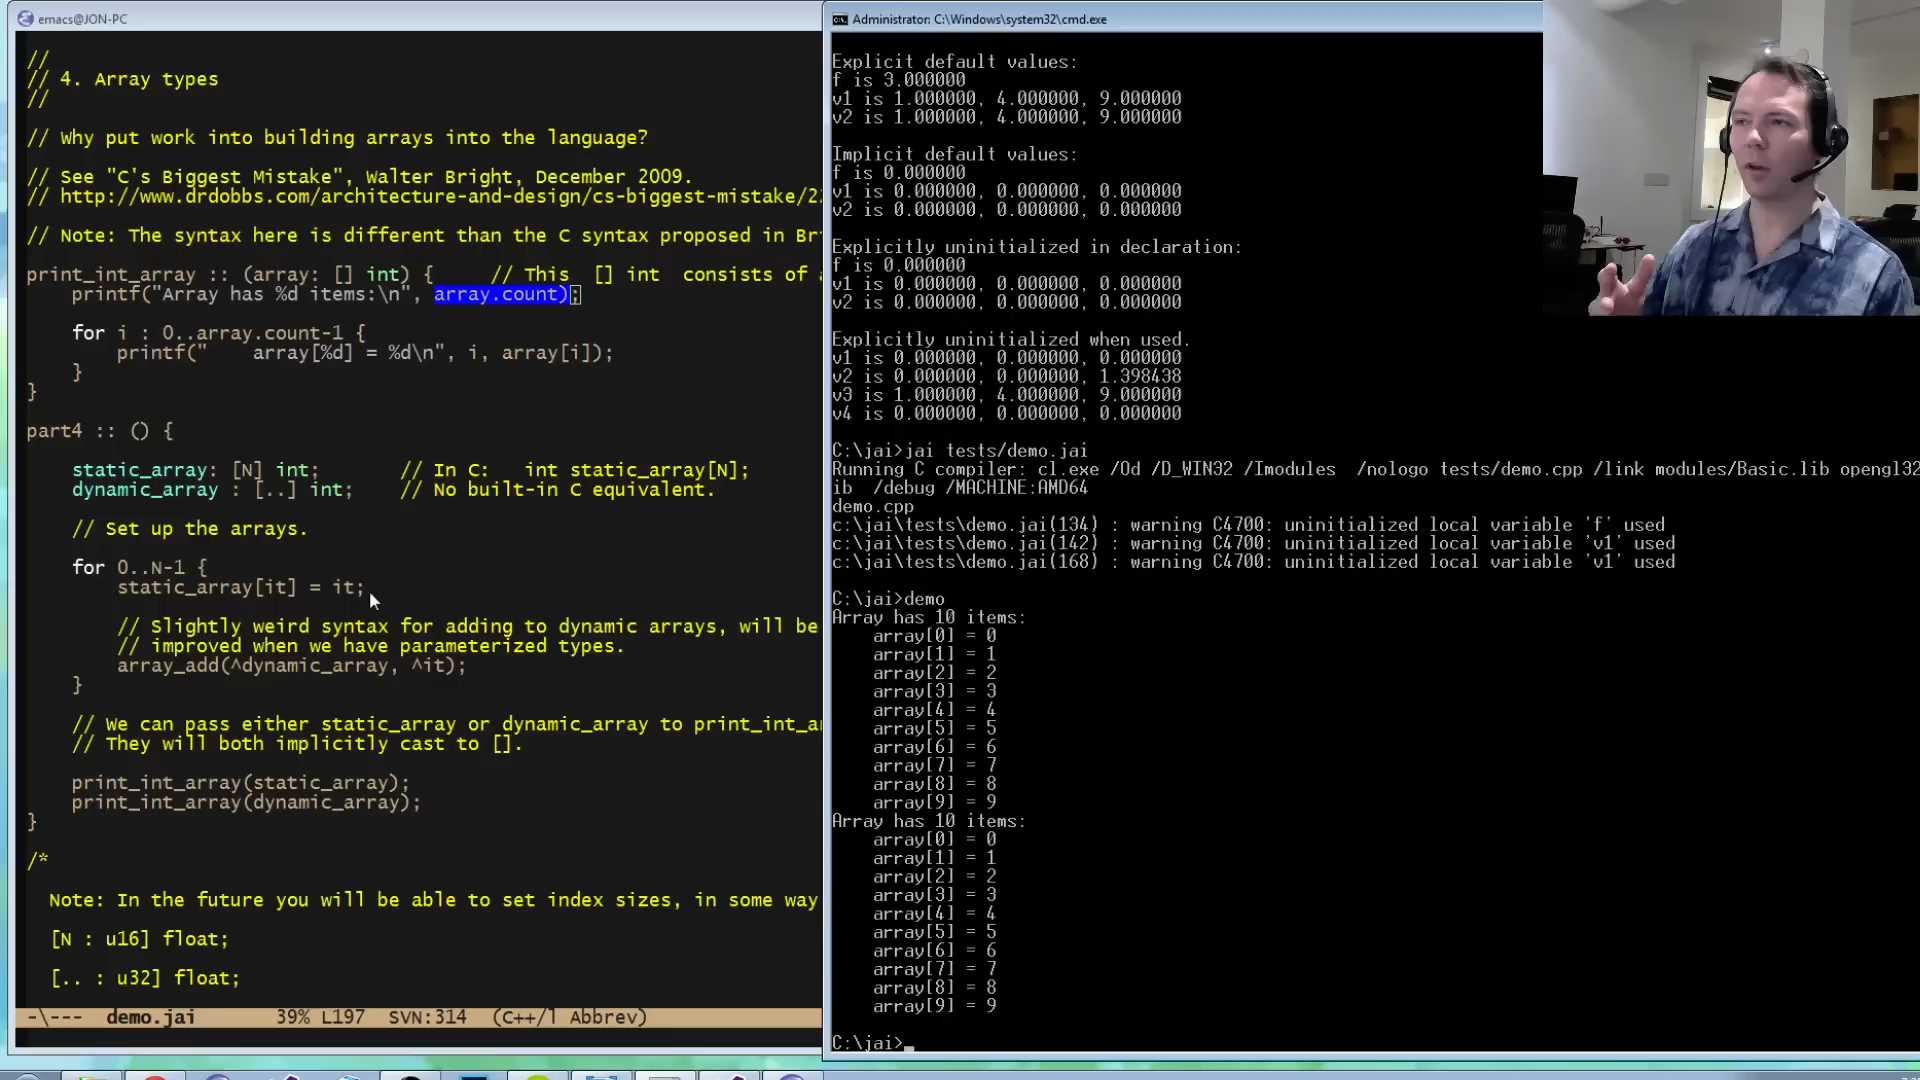 emacs@JON-PC
//
// 4. Array types
//
// Why put work into building arrays into the language?
// See "C's Biggest Mistake", Walter Bright, December 2009.
// http://www.drdobbs.com/architecture-and-design/cs-biggest-mistake/2
// Note: The syntax here is different than the C syntax proposed in Br
print_int_array :: (array: [] int) {     // This  [] int  consists of
    printf("Array has %d items:\n", array.count);
    for i : 0..array.count-1 {
        printf("    array[%d] = %d\n", i, array[i]);
    }
}
part4 :: () {
    static_array: [N] int;       // In C:   int static_array[N];
    dynamic_array : [..] int;    // No built-in C equivalent.
    // Set up the arrays.
    for 0..N-1 {
        static_array[it] = it;
        // Slightly weird syntax for adding to dynamic arrays, will be
        // improved when we have parameterized types.
        array_add(^dynamic_array, ^it);
    }
    // We can pass either static_array or dynamic_array to print_int_a
    // They will both implicitly cast to [].
    print_int_array(static_array);
    print_int_array(dynamic_array);
}
/*
  Note: In the future you will be able to set index sizes, in some way
  [N : u16] float;
  [.. : u32] float;
-\---  demo.jai       39% L197  SVN:314  (C++/l Abbrev)
Administrator: C:\Windows\system32\cmd.exe
Explicit default values:
f is 3.000000
v1 is 1.000000, 4.000000, 9.000000
v2 is 1.000000, 4.000000, 9.000000
Implicit default values:
f is 0.000000
v1 is 0.000000, 0.000000, 0.000000
v2 is 0.000000, 0.000000, 0.000000
Explicitly uninitialized in declaration:
f is 0.000000
v1 is 0.000000, 0.000000, 0.000000
v2 is 0.000000, 0.000000, 0.000000
Explicitly uninitialized when used.
v1 is 0.000000, 0.000000, 0.000000
v2 is 0.000000, 0.000000, 1.398438
v3 is 1.000000, 4.000000, 9.000000
v4 is 0.000000, 0.000000, 0.000000
C:\jai>jai tests/demo.jai
Running C compiler: cl.exe /Od /D_WIN32 /Imodules  /nologo tests/demo.cpp /link modules/Basic.lib opengl32
ib  /debug /MACHINE:AMD64
demo.cpp
c:\jai\tests\demo.jai(134) : warning C4700: uninitialized local variable 'f' used
c:\jai\tests\demo.jai(142) : warning C4700: uninitialized local variable 'v1' used
c:\jai\tests\demo.jai(168) : warning C4700: uninitialized local variable 'v1' used
C:\jai>demo
Array has 10 items:
    array[0] = 0
    array[1] = 1
    array[2] = 2
    array[3] = 3
    array[4] = 4
    array[5] = 5
    array[6] = 6
    array[7] = 7
    array[8] = 8
    array[9] = 9
Array has 10 items:
    array[0] = 0
    array[1] = 1
    array[2] = 2
    array[3] = 3
    array[4] = 4
    array[5] = 5
    array[6] = 6
    array[7] = 7
    array[8] = 8
    array[9] = 9
C:\jai>_